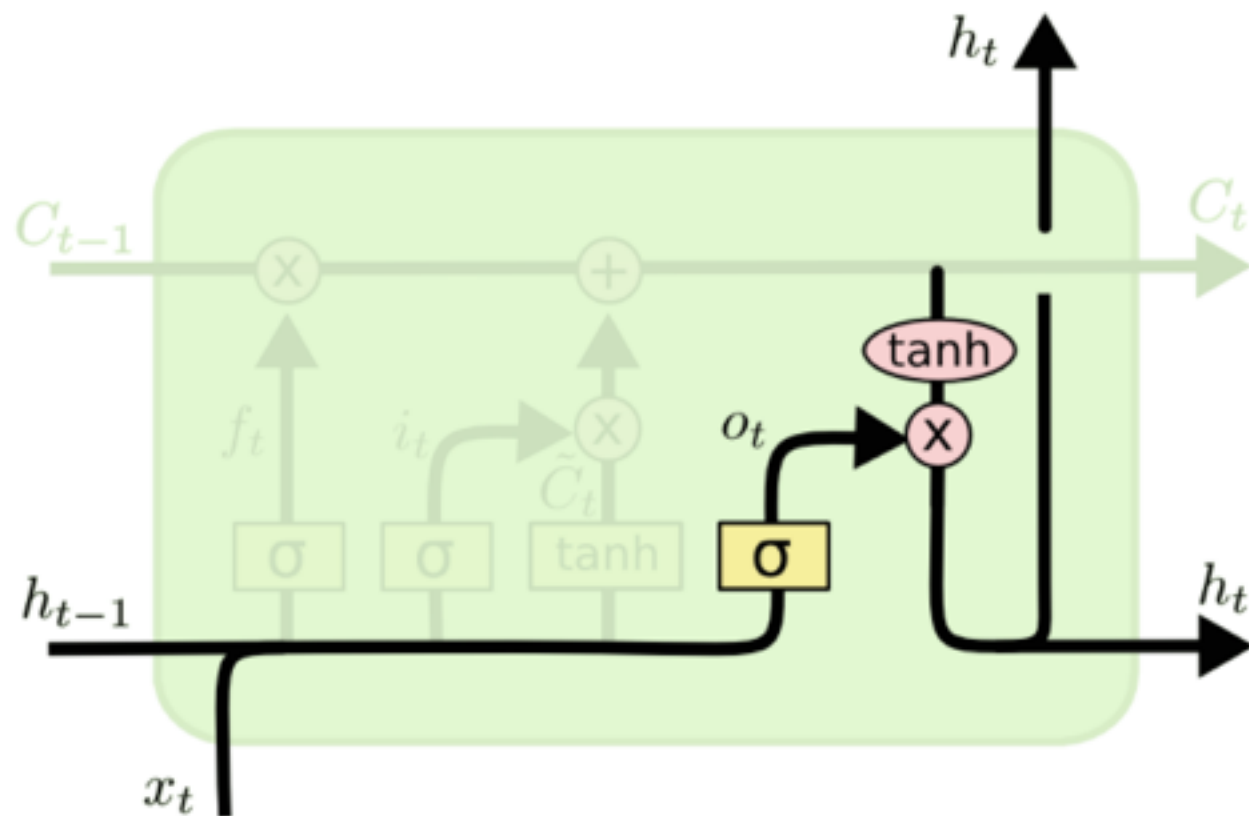 h_t
C_{t-1}
C_t
x
+
tanh
f_t
i_t
x
o_t
x
C̃_t
σ
σ
tanh
σ
h_{t-1}
h_t
x_t